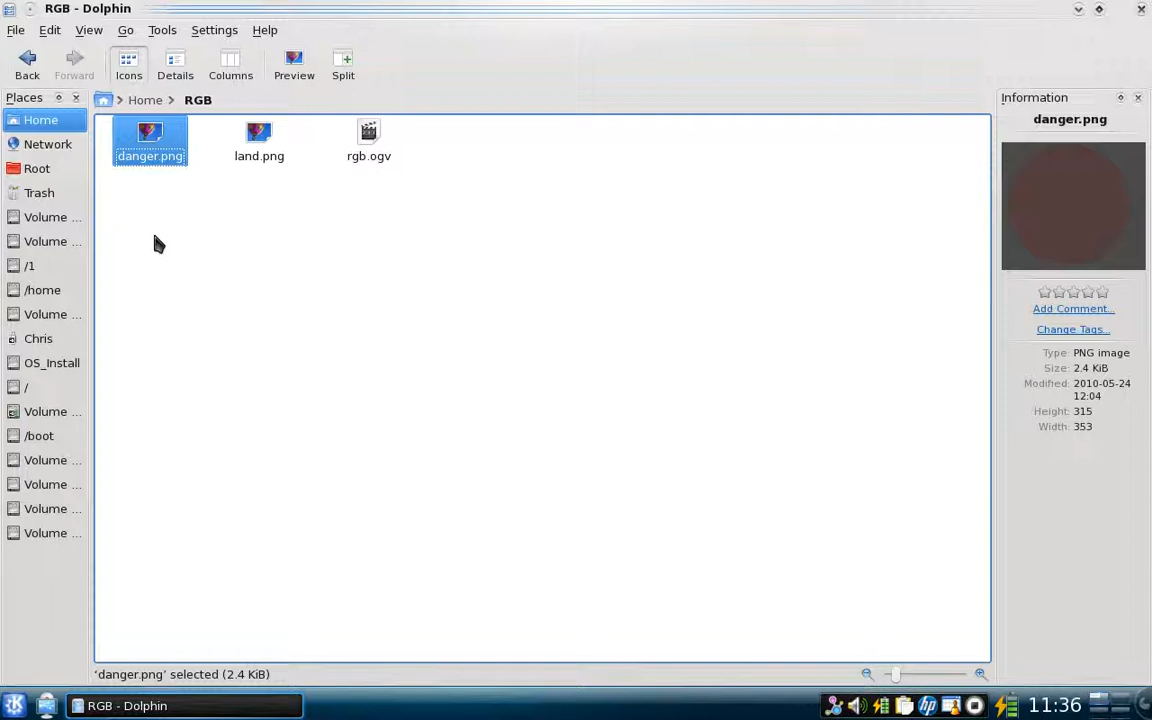 RGB - Dolphin
File Edit View Go Tools Settings Help
Back Forward Icons Details Columns Preview Split
Places
Home > RGB
Information
Home
Network
Root
Trash
Volume ...
Volume ...
/1
/home
Volume ...
Chris
OS_Install
/
Volume ...
/boot
Volume ...
Volume ...
Volume ...
Volume ...
danger.png land.png rgb.ogv
danger.png
Add Comment...
Change Tags...
Type: PNG image
Size: 2.4 KiB
Modified: 2010-05-24
12:04
Height: 315
Width: 353
'danger.png' selected (2.4 KiB)
RGB - Dolphin
11:36